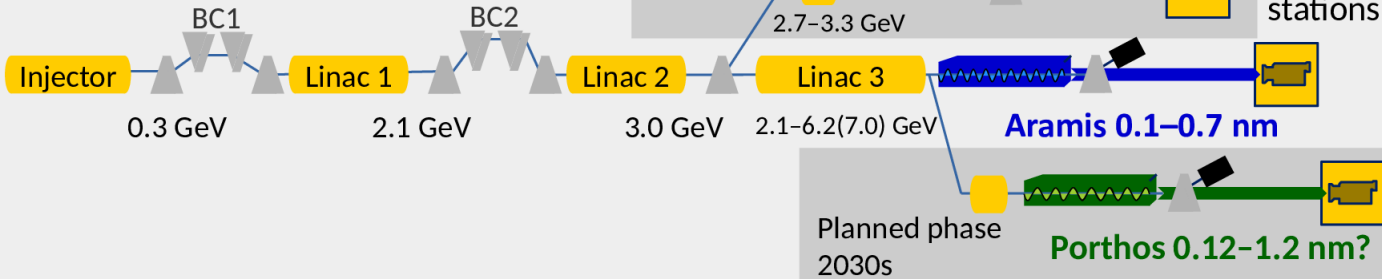 stations
BC1
BC2
2.7–3.3 GeV
Injector
Linac 1
Linac 2
Linac 3
0.3 GeV
2.1 GeV
3.0 GeV
2.1–6.2(7.0) GeV
Aramis 0.1–0.7 nm
Planned phase
2030s
Porthos 0.12–1.2 nm?